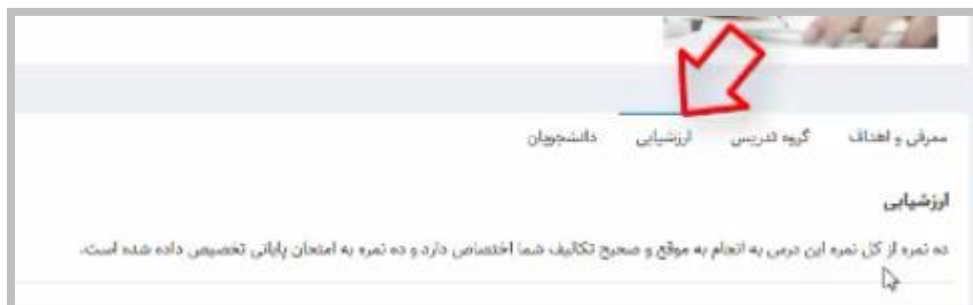 معرفی و اهداف گروه تدریس ارزشیابی دانشجویان
ارزشیابی
ده نمره از کل نمره این درس به انجام به موقع و صحیح تکالیف شما اختصاص دارد و ده نمره به امتحان پایانی تخصیص داده شده است.